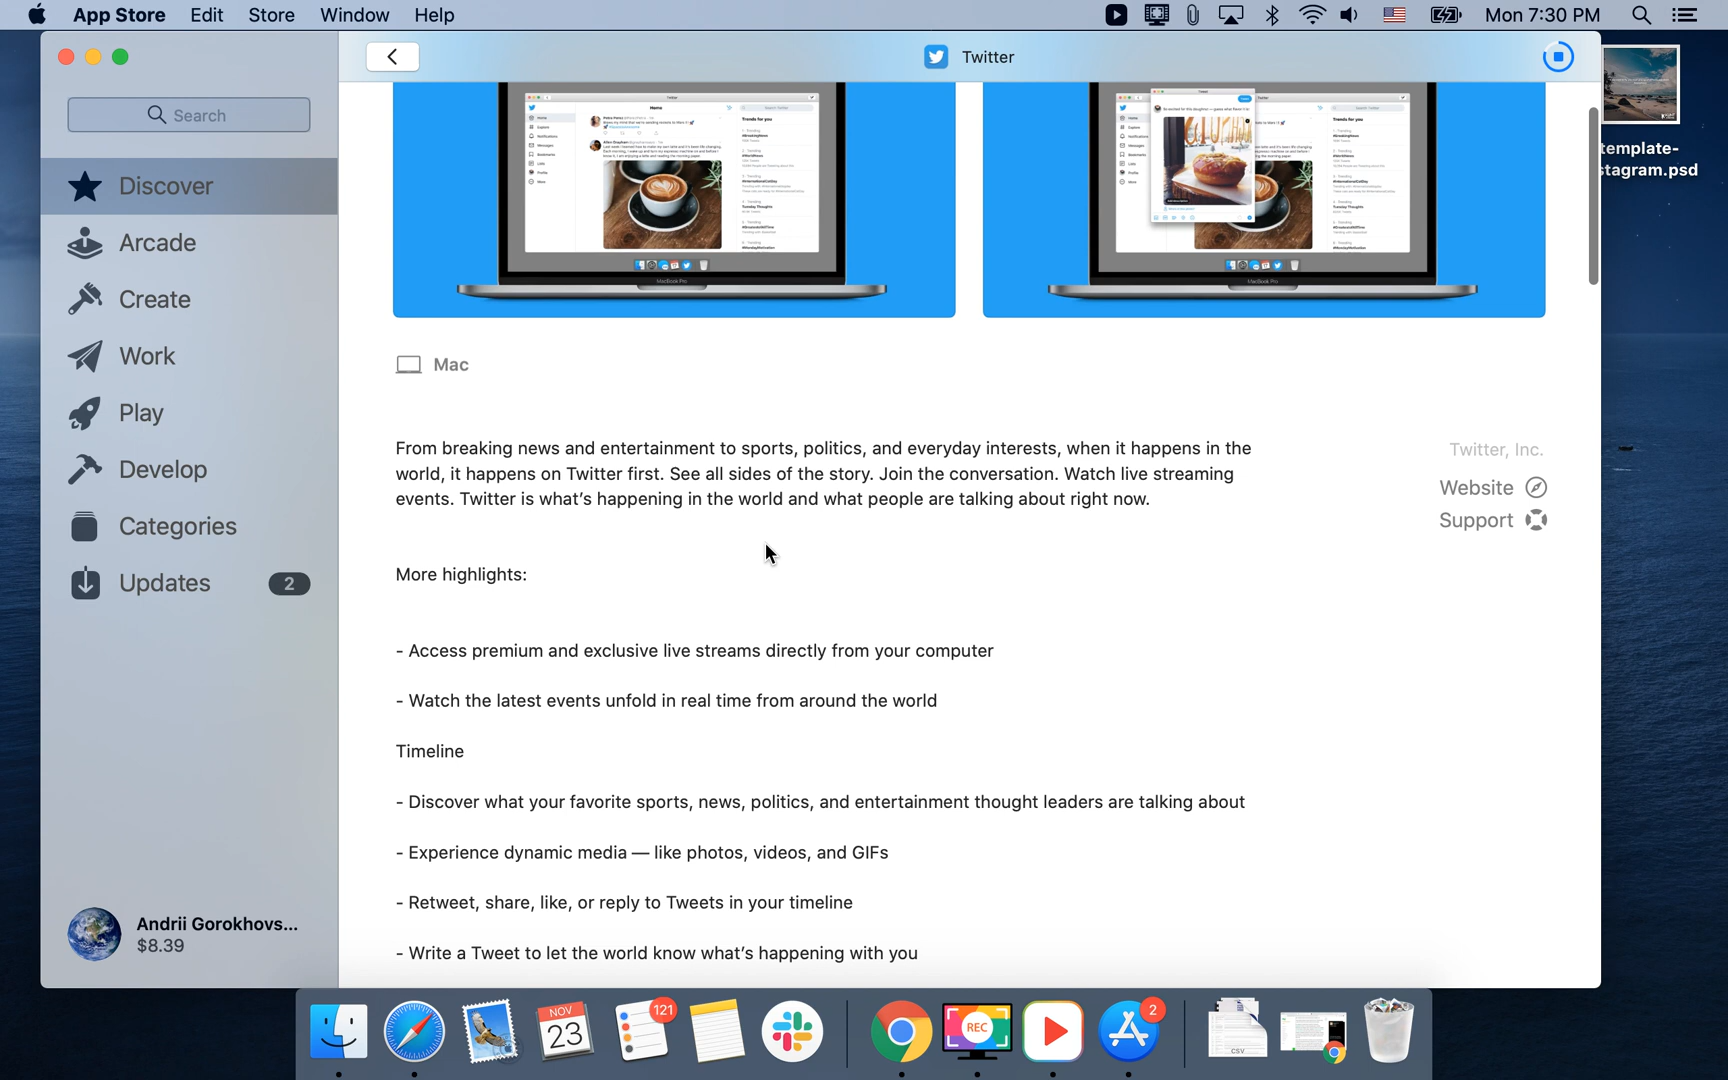 App Store Edit Store Window Help
Mon 7:30 PM
Twitter
Search
Discover
Arcade
Create
Work
Play
Develop
Categories
Updates 2
Andrii Gorokhovs...
$8.39
template-
stagram.psd
MacBook Pro
MacBook Pro
Mac
From breaking news and entertainment to sports, politics, and everyday interests, when it happens in the
world, it happens on Twitter first. See all sides of the story. Join the conversation. Watch live streaming
events. Twitter is what's happening in the world and what people are talking about right now.
Twitter, Inc.
Website
Support
More highlights:
- Access premium and exclusive live streams directly from your computer
- Watch the latest events unfold in real time from around the world
Timeline
- Discover what your favorite sports, news, politics, and entertainment thought leaders are talking about
- Experience dynamic media — like photos, videos, and GIFs
- Retweet, share, like, or reply to Tweets in your timeline
- Write a Tweet to let the world know what's happening with you
NOV
23
121
REC
2
CSV